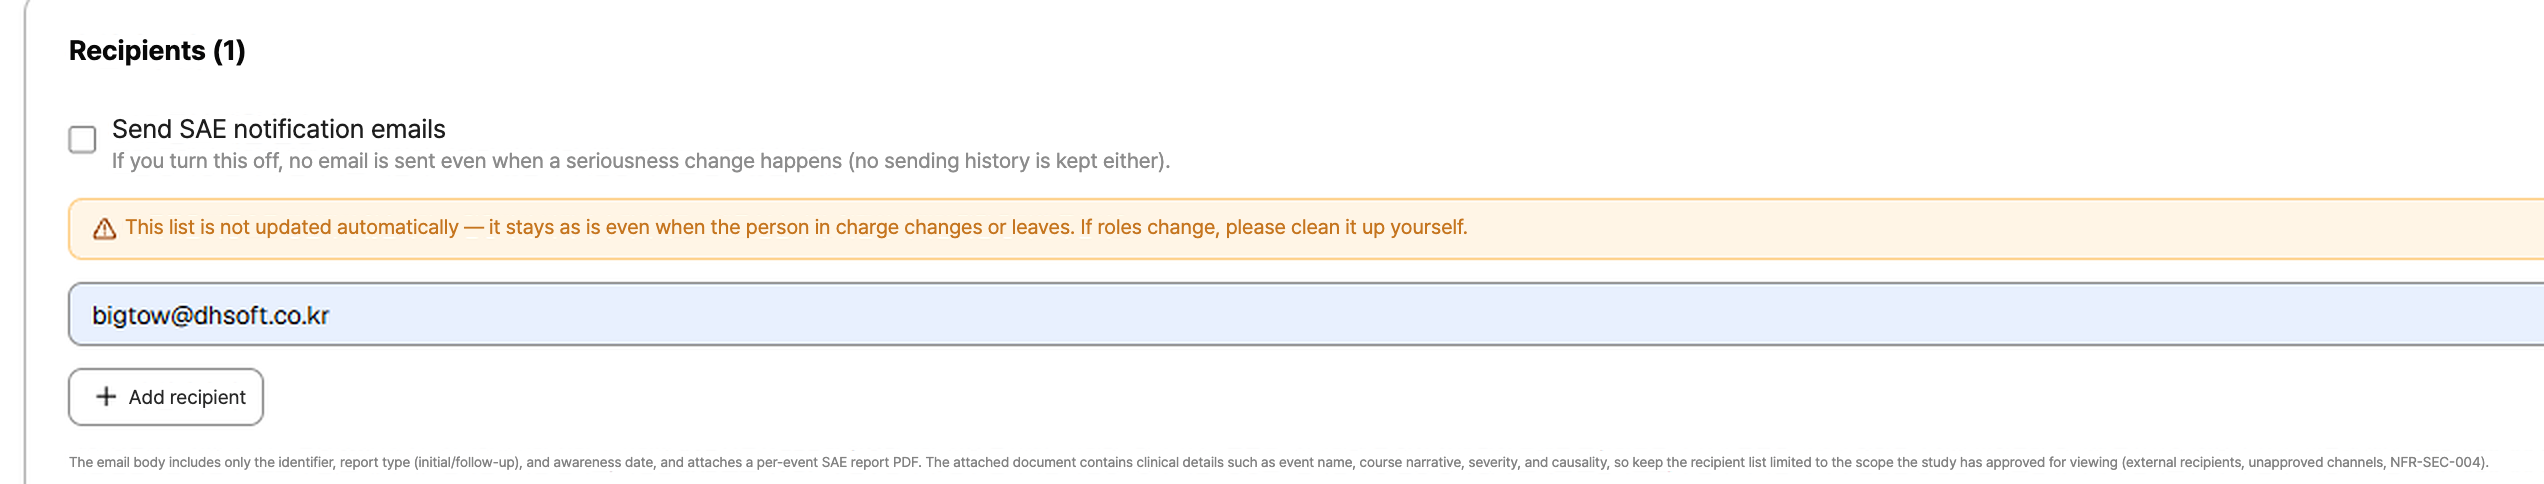 Recipients (1)
Send SAE notification emails
If you turn this off, no email is sent even when a seriousness change happens (no sending history is kept either).
This list is not updated automatically — it stays as is even when the person in charge changes or leaves. If roles change, please clean it up yourself.
bigtow@dhsoft.co.kr
+ Add recipient
The email body includes only the identifier, report type (initial/follow-up), and awareness date, and attaches a per-event SAE report PDF. The attached document contains clinical details such as event name, course narrative, severity, and causality, so keep the recipient list limited to the scope the study has approved for viewing (external recipients, unapproved channels, NFR-SEC-004).